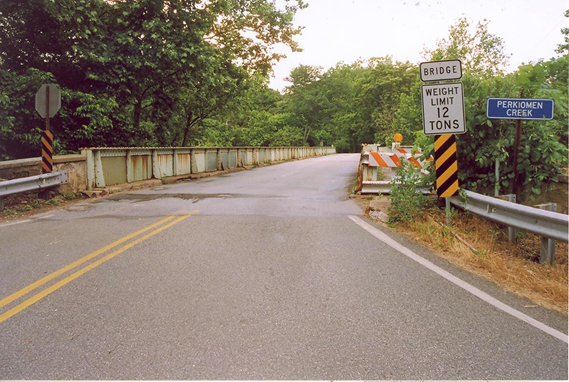 BRIDGE
WEIGHT
LIMIT
12
TONS
PERKIOMEN
CREEK